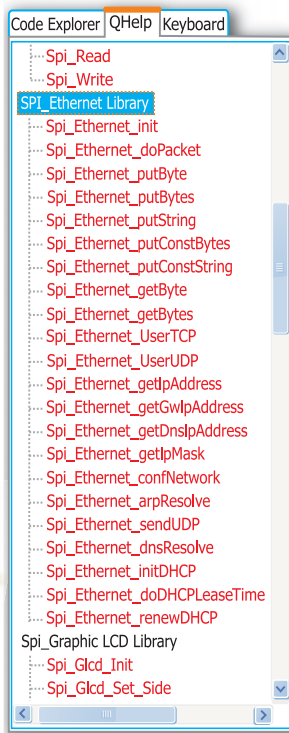 Code Explorer QHelp Keyboard
Spi_Read
Spi_Write
SPI_Ethernet Library
Spi_Ethernet_init
Spi_Ethernet_doPacket
Spi_Ethernet_putByte
Spi_Ethernet_putBytes
Spi_Ethernet_putString
Spi_Ethernet_putConstBytes
Spi_Ethernet_putConstString
Spi_Ethernet_getByte
Spi_Ethernet_getBytes
Spi_Ethernet_UserTCP
Spi_Ethernet_UserUDP
Spi_Ethernet_getIpAddress
Spi_Ethernet_getGwIpAddress
Spi_Ethernet_getDnsIpAddress
Spi_Ethernet_getIpMask
Spi_Ethernet_confNetwork
Spi_Ethernet_arpResolve
Spi_Ethernet_sendUDP
Spi_Ethernet_dnsResolve
Spi_Ethernet_initDHCP
Spi_Ethernet_doDHCPLeaseTime
Spi_Ethernet_renewDHCP
Spi_Graphic LCD Library
Spi_Glcd_Init
Spi_Glcd_Set_Side